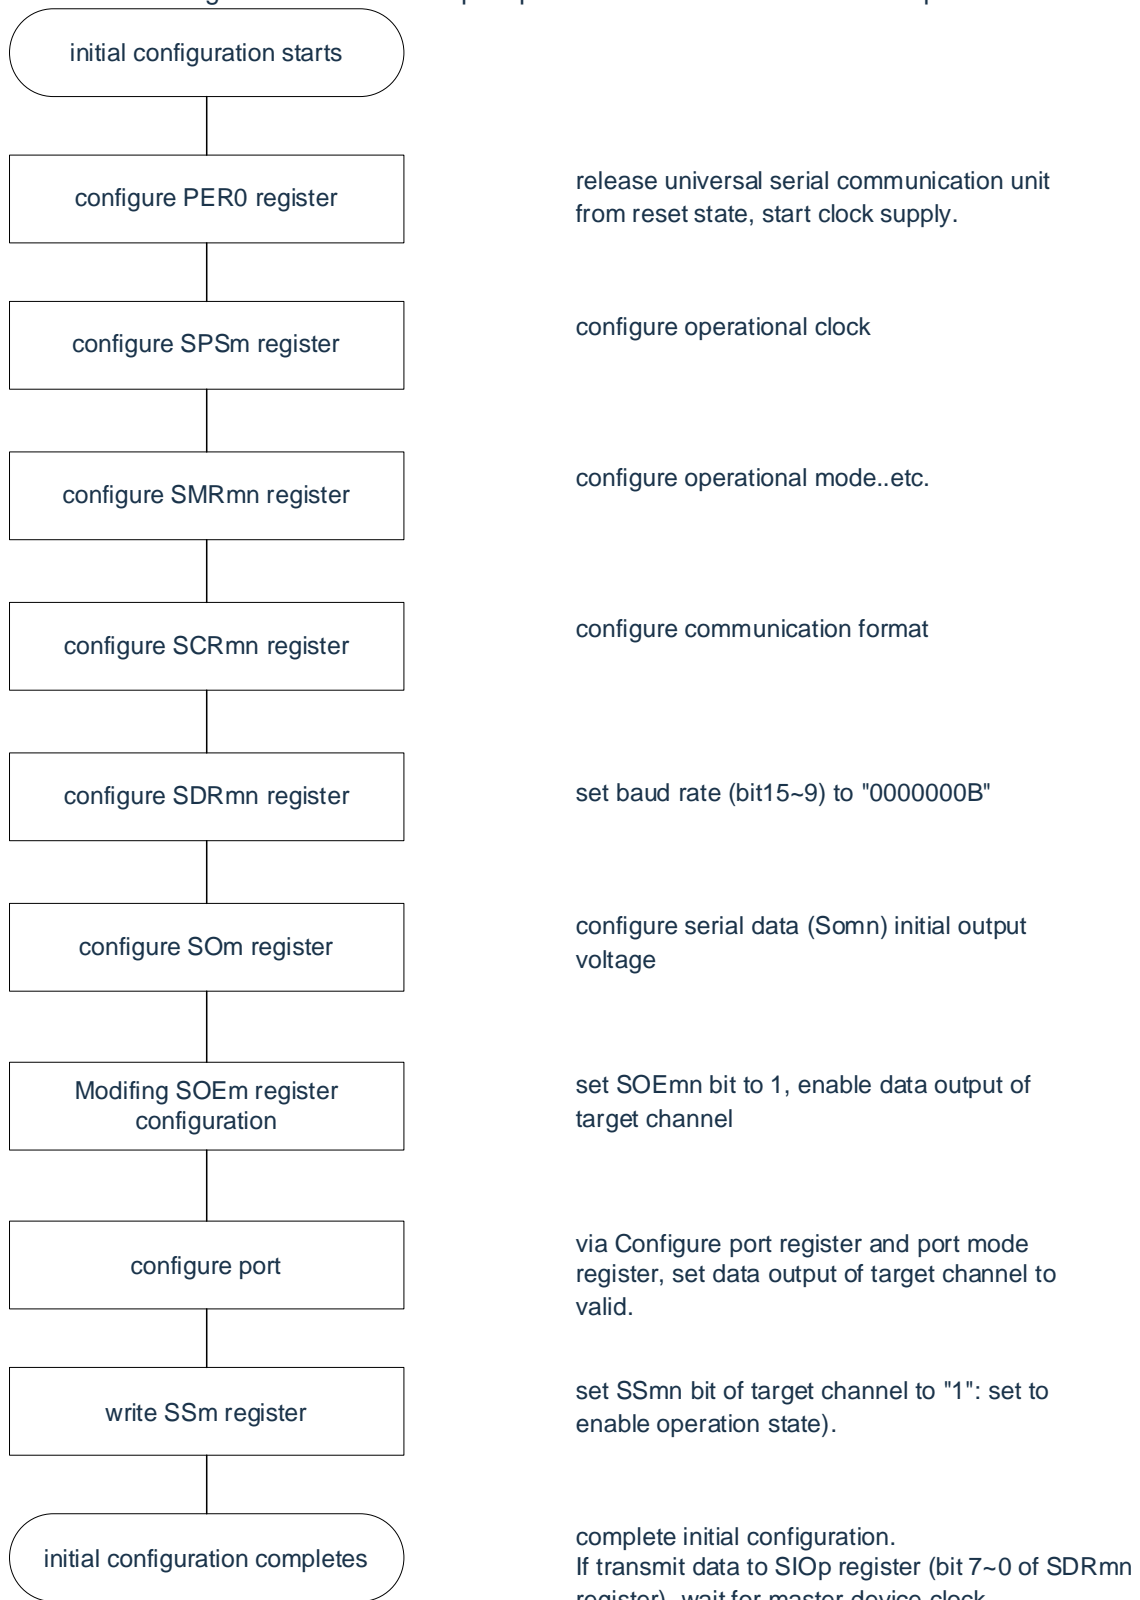 initial configuration starts
configure PER0 register
release universal serial communication unit
from reset state, start clock supply.
configure SPSm register
configure operational clock
configure SMRmn register
configure operational mode..etc.
configure SCRmn register
configure communication format
configure SDRmn register
set baud rate (bit15~9) to "0000000B"
configure SOm register
configure serial data (Somn) initial output
voltage
Modifing SOEm register
configuration
set SOEmn bit to 1, enable data output of
target channel
configure port
via Configure port register and port mode
register, set data output of target channel to
valid.
write SSm register
set SSmn bit of target channel to "1": set to
enable operation state).
initial configuration completes
complete initial configuration.
If transmit data to SIOp register (bit 7~0 of SDRmn
register), wait for master device clock